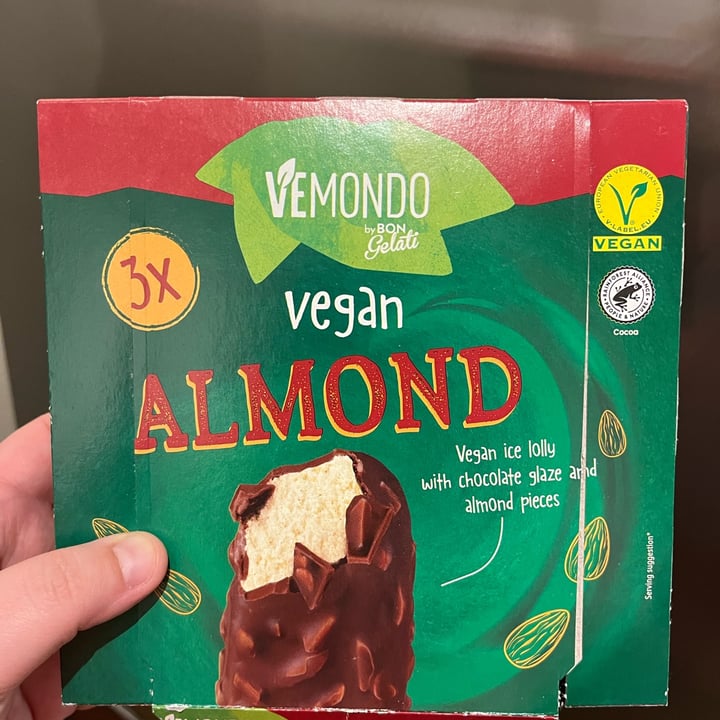 VEMONDO
by BON
Gelati
3x
vegan
ALMOND
Vegan ice lolly
with chocolate glaze and
almond pieces
EUROPEAN VEGETARIAN UNION
V-LABEL.EU
VEGAN
RAINFOREST ALLIANCE
PEOPLE & NATURE
Cocoa
Serving suggestion*